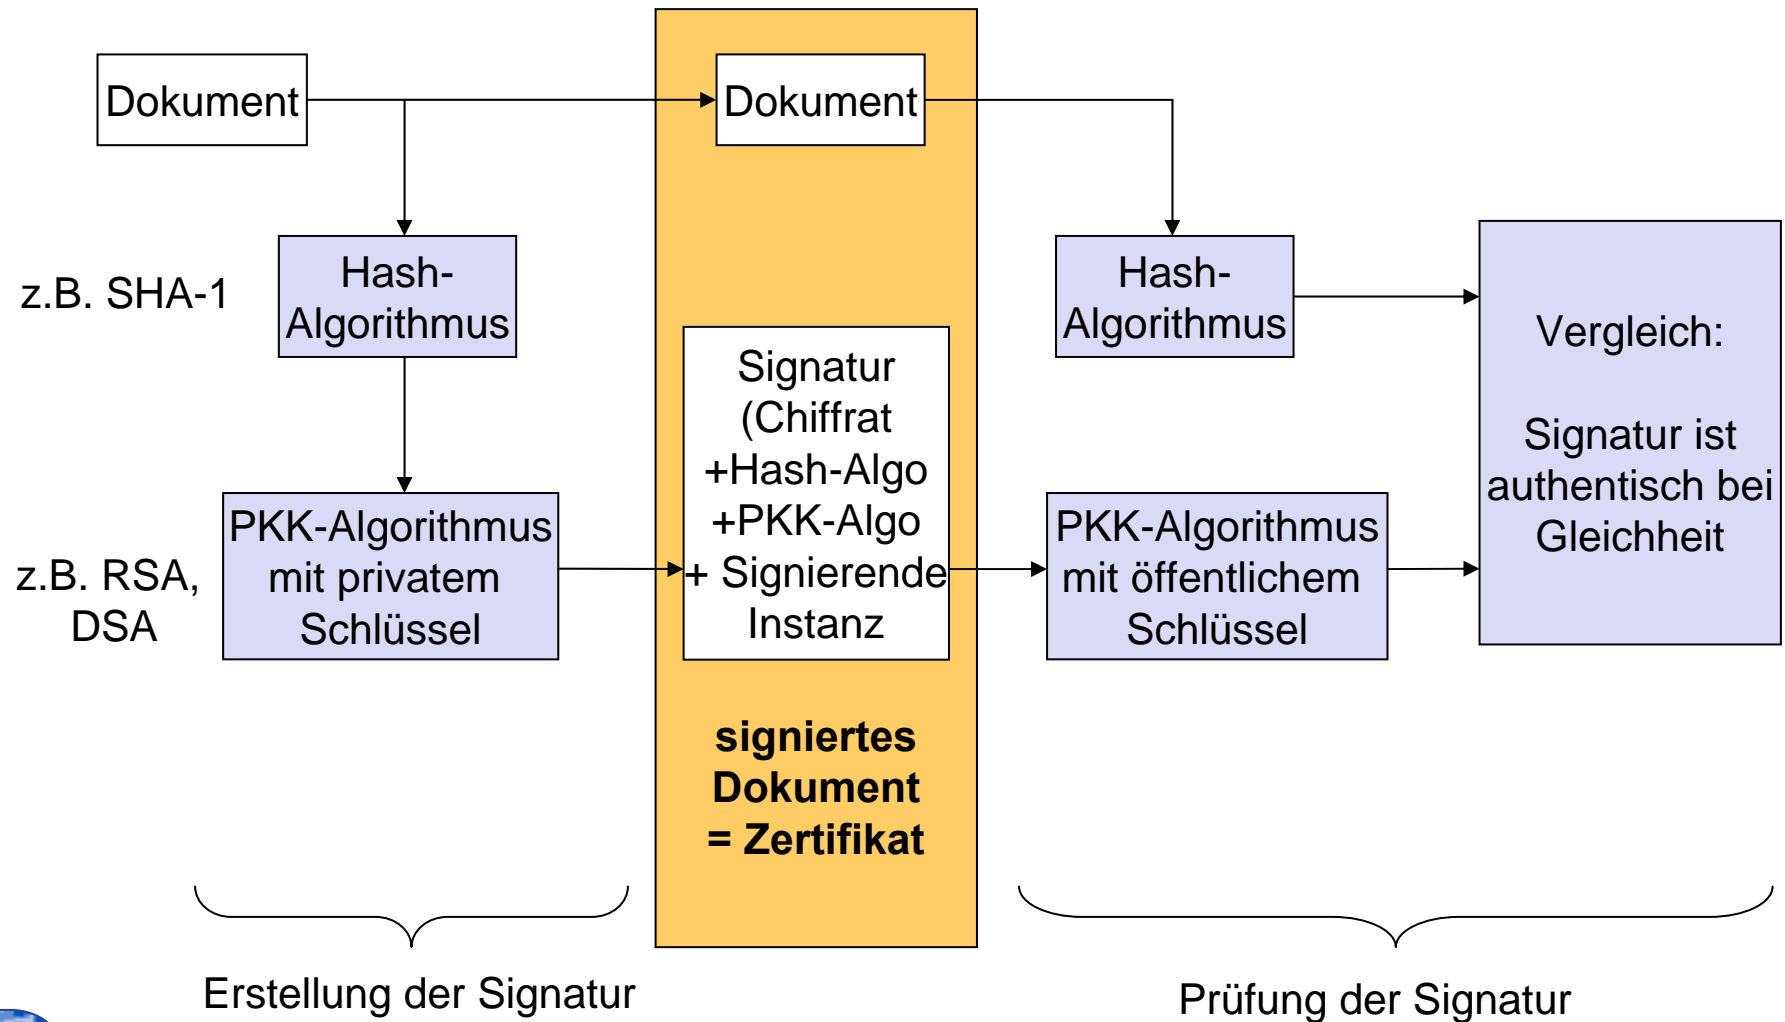 Dokument
Dokument
z.B. SHA-1
Hash-
Algorithmus
Hash-
Algorithmus
Signatur
(Chiffrat
+Hash-Algo
+PKK-Algo
+ Signierende
Instanz
Vergleich:
Signatur ist
authentisch bei
Gleichheit
z.B. RSA,
DSA
PKK-Algorithmus
mit privatem
Schlüssel
PKK-Algorithmus
mit öffentlichem
Schlüssel
signiertes
Dokument
= Zertifikat
Erstellung der Signatur
Prüfung der Signatur